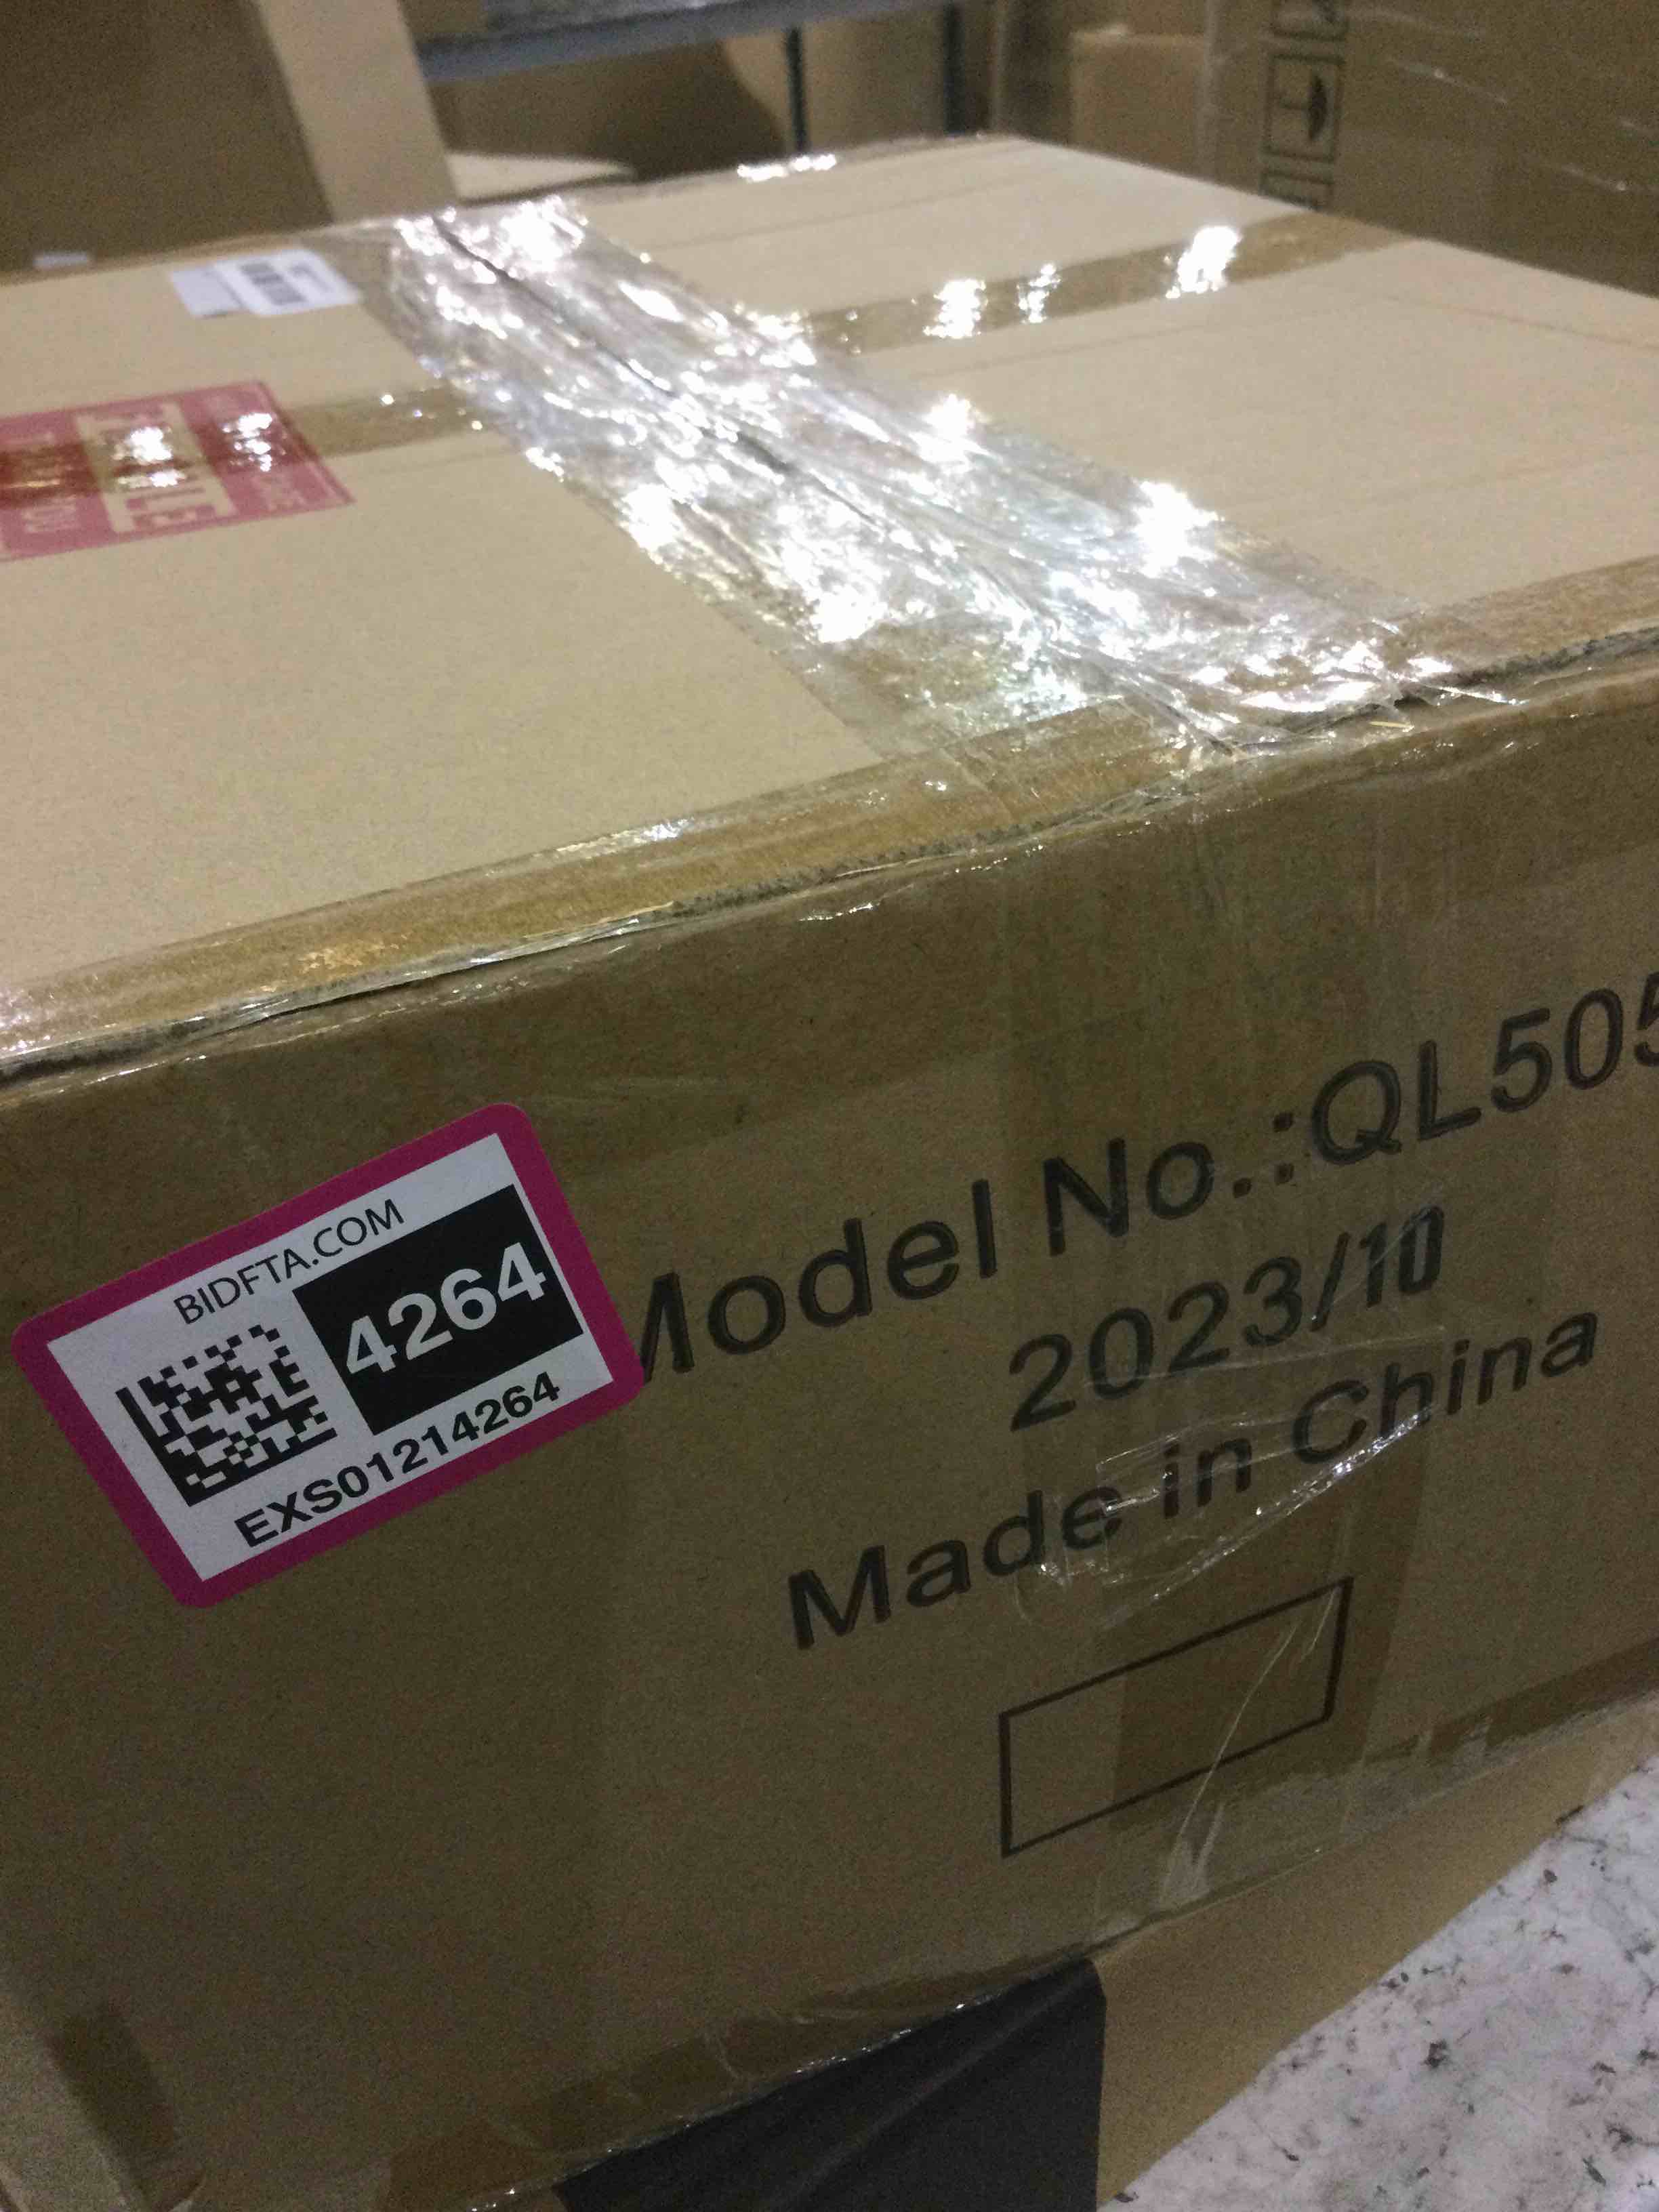 BIDFTA.COM
4264
EXS01214264
Model No.:QL505
2023/10
Made in China